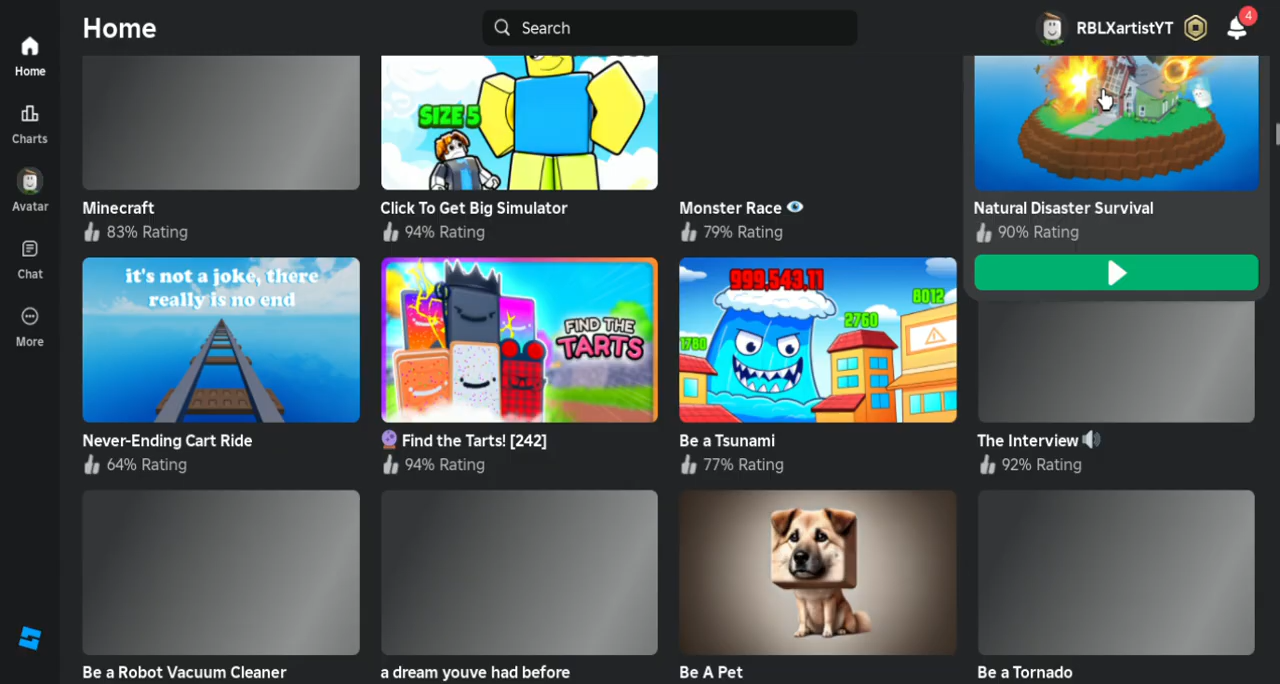 Home
Search
RBLXartistYT
4
Home
Charts
Avatar
Chat
More
SIZE 5
Minecraft
83% Rating
Click To Get Big Simulator
94% Rating
Monster Race
79% Rating
Natural Disaster Survival
90% Rating
it's not a joke, there
really is no end
FIND THE
TARTS
999,543,11
8012
2760
1780
Never-Ending Cart Ride
64% Rating
Find the Tarts! [242]
94% Rating
Be a Tsunami
77% Rating
The Interview
92% Rating
Be a Robot Vacuum Cleaner
a dream youve had before
Be A Pet
Be a Tornado